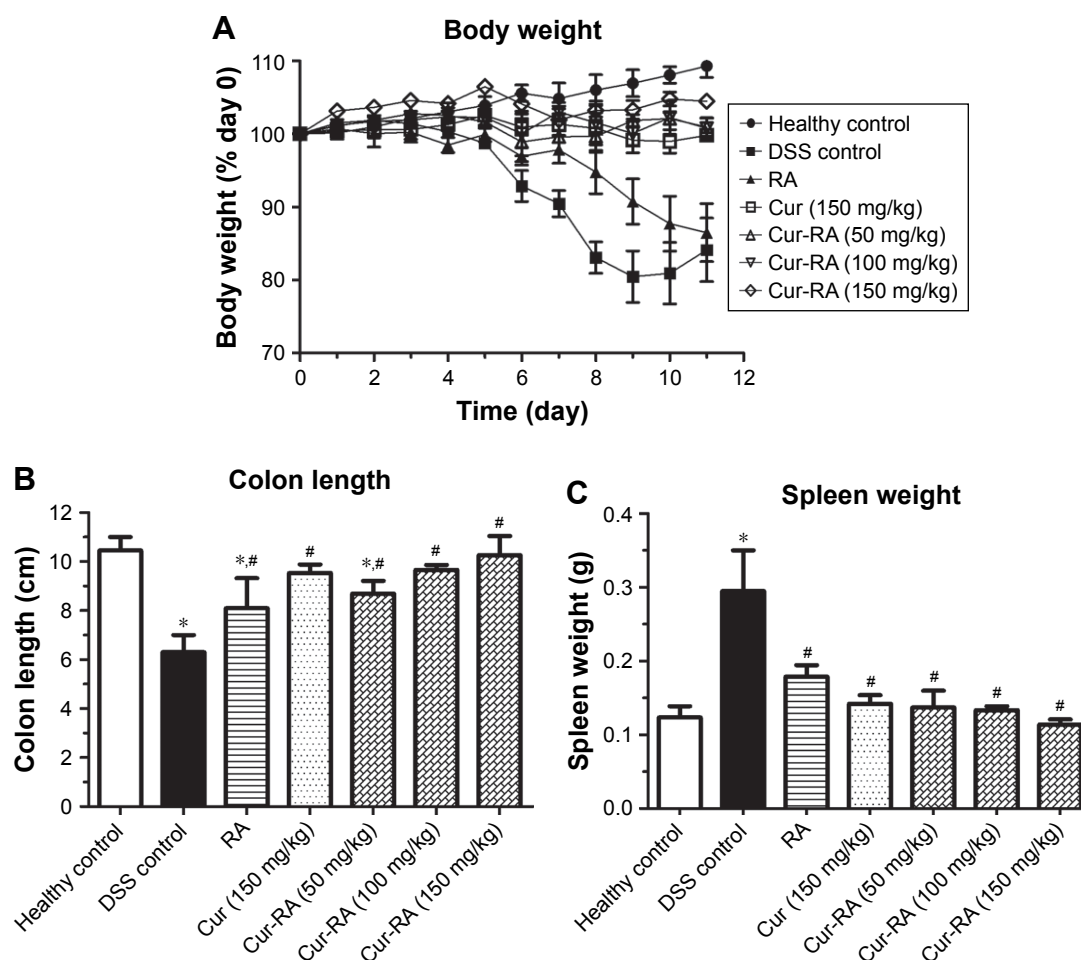 A
Body weight
Body weight (% day 0)
110
100
90
80
70
0
2
4
6
8
10
12
Time (day)
Healthy control
DSS control
RA
Cur (150 mg/kg)
Cur-RA (50 mg/kg)
Cur-RA (100 mg/kg)
Cur-RA (150 mg/kg)
B
Colon length
Colon length (cm)
12
10
8
6
4
2
0
*
*,#
#
*,#
#
#
Healthy control
DSS control
RA
Cur (150 mg/kg)
Cur-RA (50 mg/kg)
Cur-RA (100 mg/kg)
Cur-RA (150 mg/kg)
C
Spleen weight
Spleen weight (g)
0.4
0.3
0.2
0.1
0.0
*
#
#
#
#
#
Healthy control
DSS control
RA
Cur (150 mg/kg)
Cur-RA (50 mg/kg)
Cur-RA (100 mg/kg)
Cur-RA (150 mg/kg)